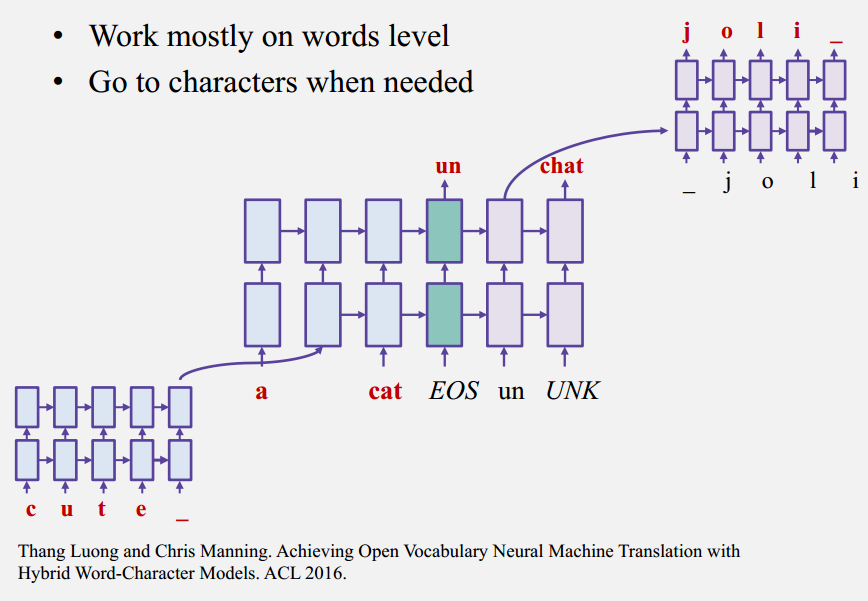 • Work mostly on words level
• Go to characters when needed
j o l i _
_ j o l i
un chat
a cat EOS un UNK
c u t e _
Thang Luong and Chris Manning. Achieving Open Vocabulary Neural Machine Translation with
Hybrid Word-Character Models. ACL 2016.